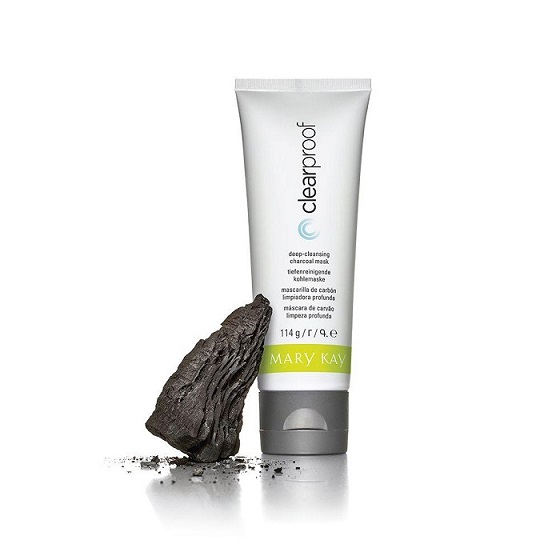 clearproof
deep-cleansing
charcoal mask
tiefenreinigende
kohlemaske
mascarilla de carbón
limpiadora profunda
máscara de carvão
limpeza profunda
114 g / г / գ. ℮
MARY KAY